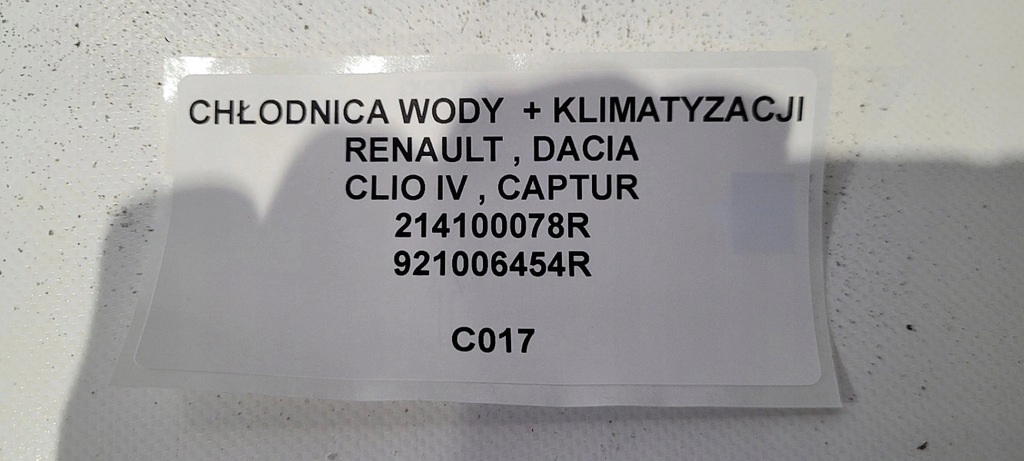 CHŁODNICA WODY + KLIMATYZACJI
RENAULT , DACIA
CLIO IV , CAPTUR
214100078R
921006454R
C017